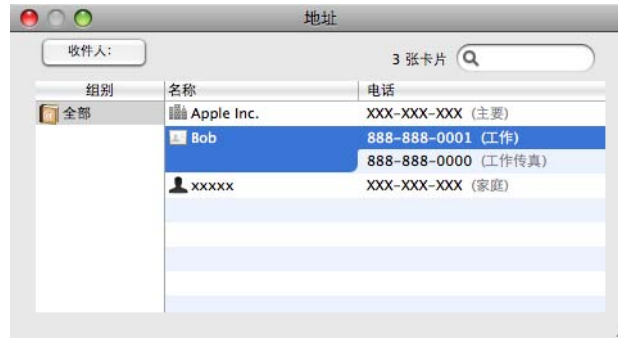 地址
收件人:
3 张卡片
组别 名称 电话
全部 Apple Inc. XXX-XXX-XXX (主要)
Bob 888-888-0001 (工作)
888-888-0000 (工作传真)
xxxxx XXX-XXX-XXX (家庭)